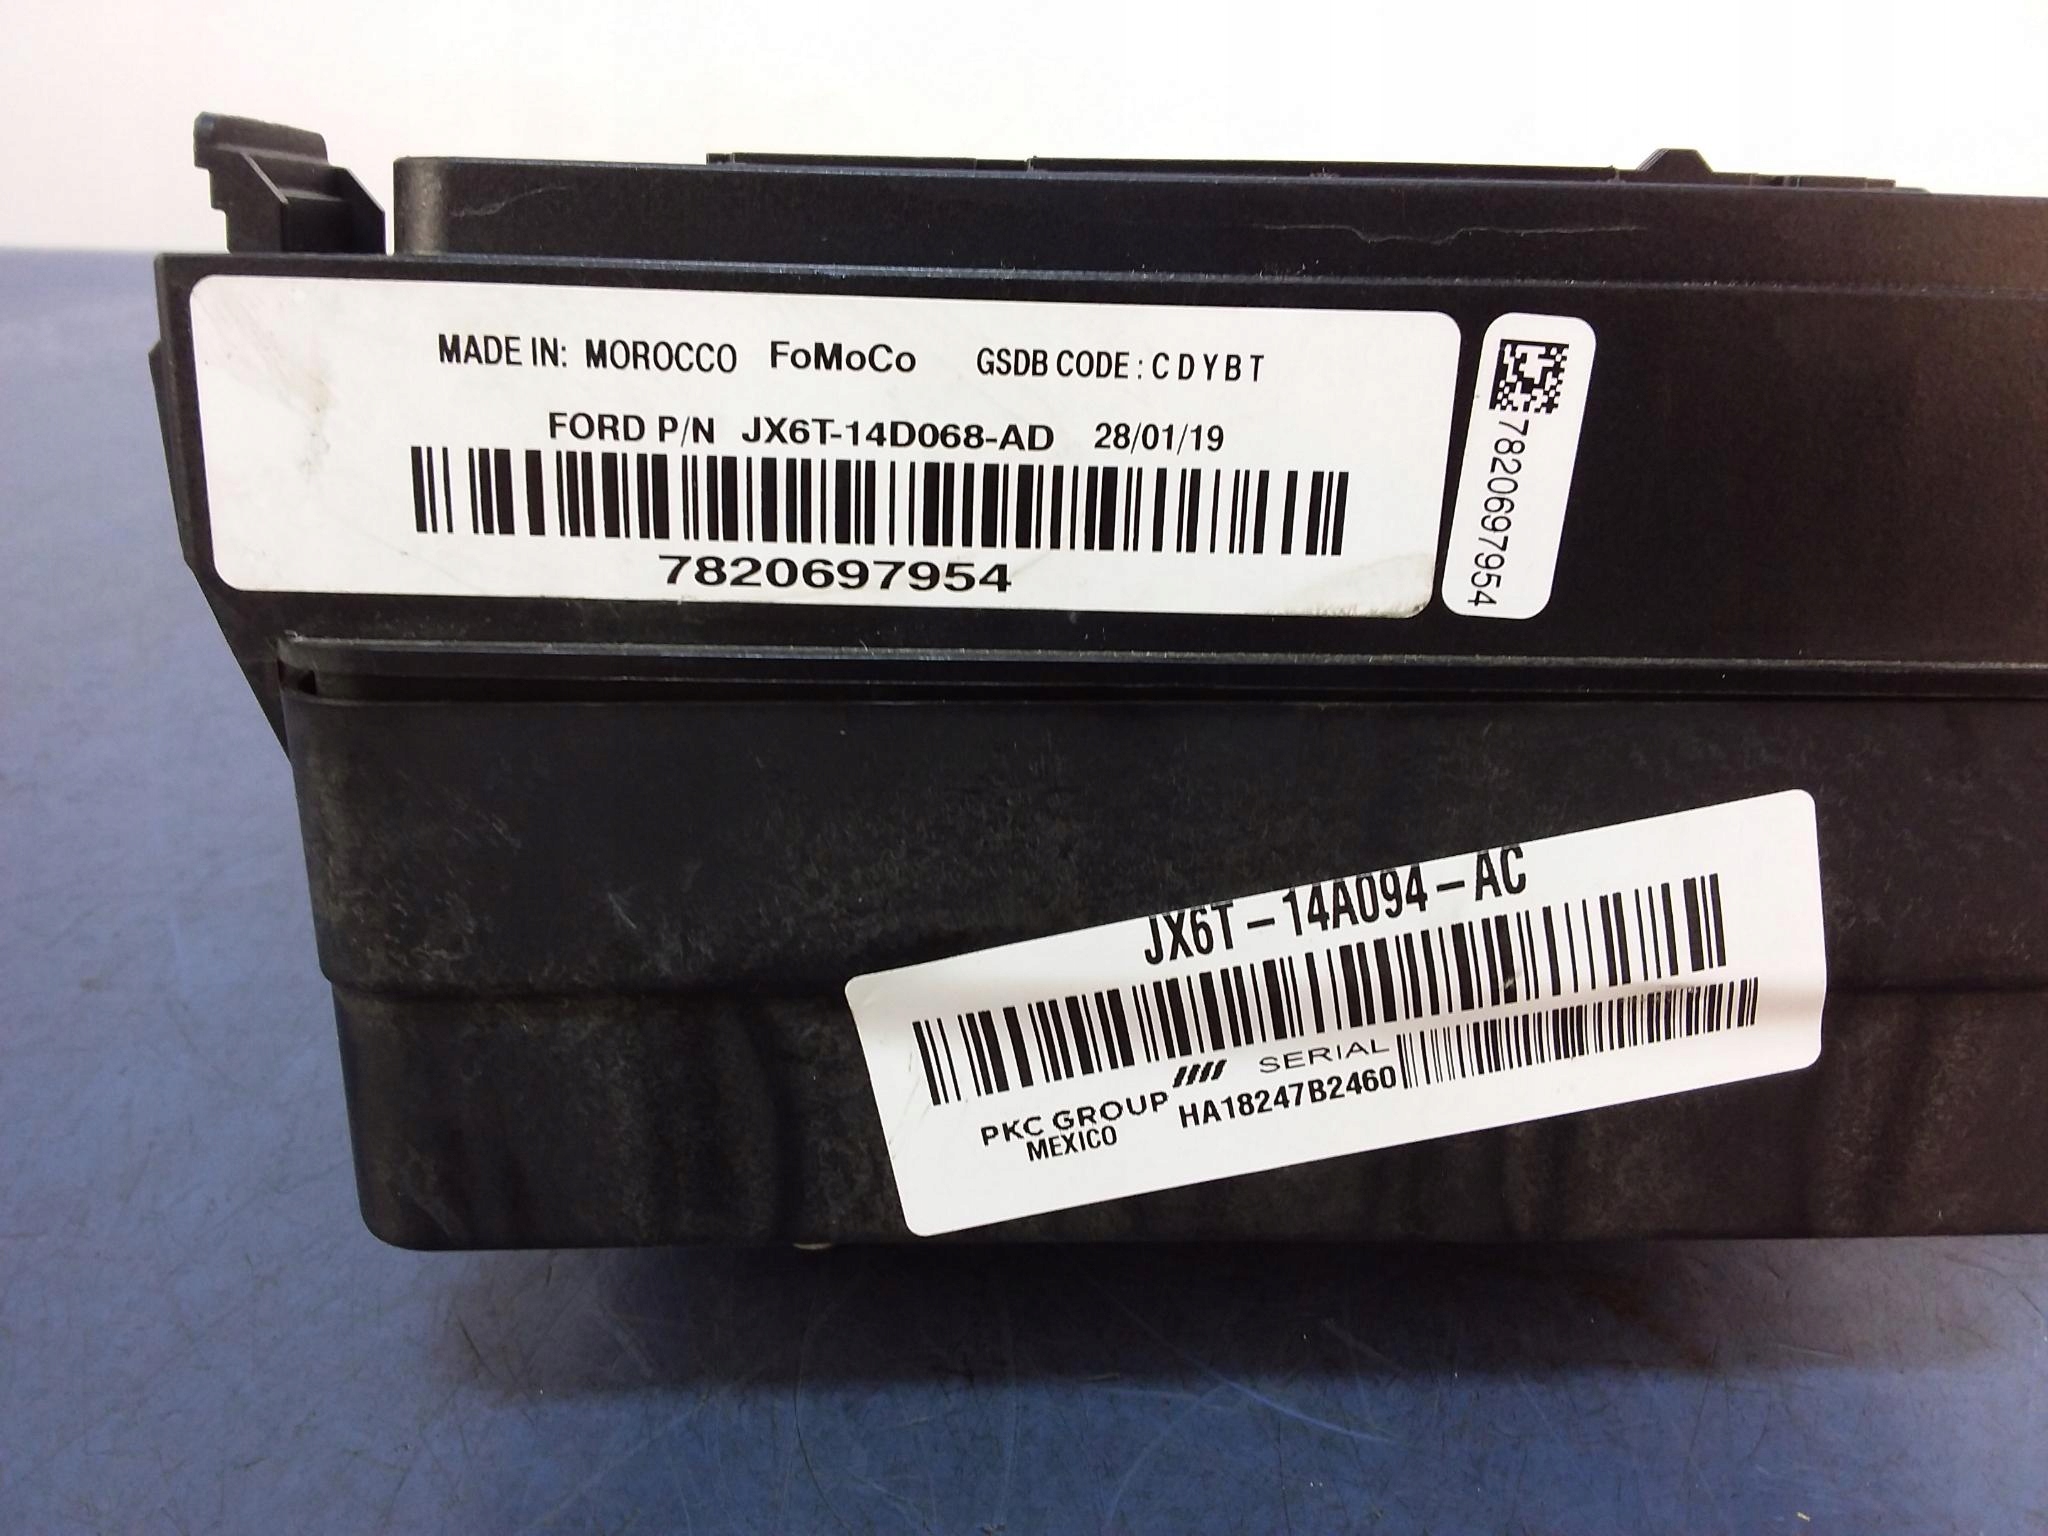 MADE IN: MOROCCO FoMoCo GSDB CODE : C D Y B T
FORD P/N JX6T-14D068-AD 28/01/19
7820697954
7820697954
JX6T-14A094-AC
SERIAL
PKC GROUP HA18247B2460
MEXICO